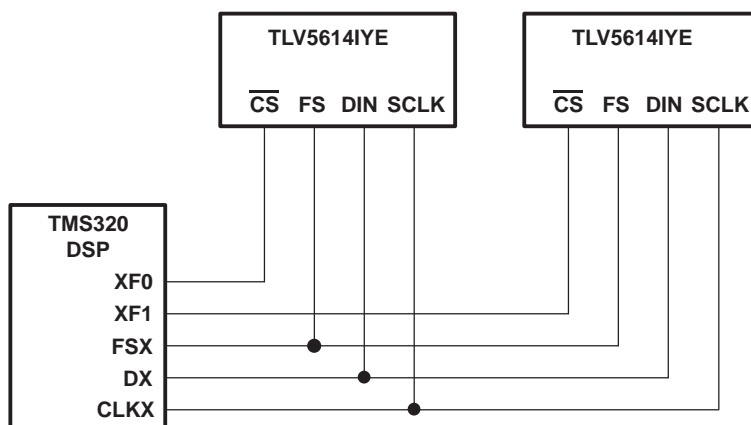 TLV5614IYE TLV5614IYE
CS FS DIN SCLK CS FS DIN SCLK
TMS320
DSP
XF0
XF1
FSX
DX
CLKX